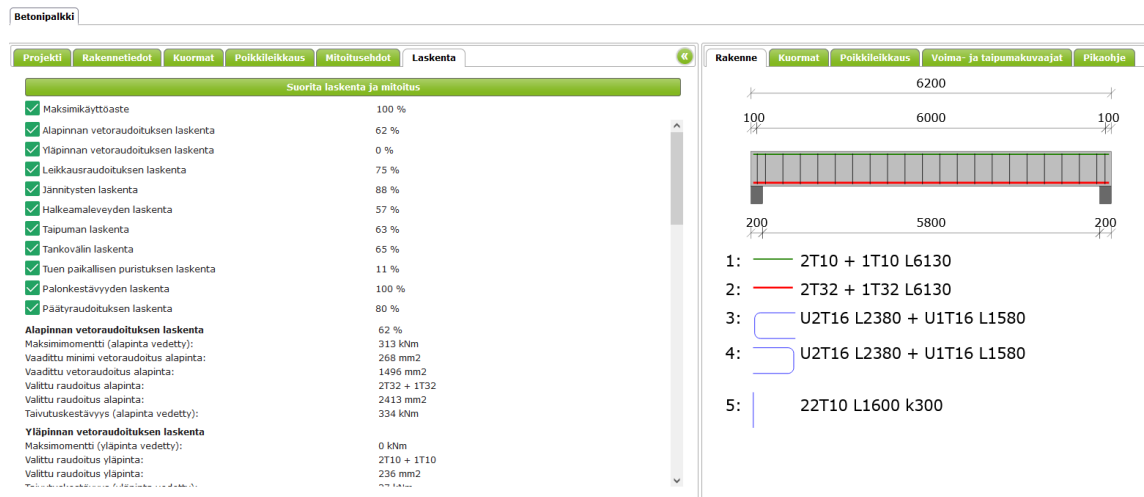 Betonipalkki
Projekti Rakennetiedot Kuormat Poikkileikkaus Mitoitusehdot Laskenta
Suorita laskenta ja mitoitus
Maksimikäyttöaste 100 %
Alapinnan vetoraudoituksen laskenta 62 %
Yläpinnan vetoraudoituksen laskenta 0 %
Leikkausraudoituksen laskenta 75 %
Jännitysten laskenta 88 %
Halkeamaleveyden laskenta 57 %
Taipuman laskenta 63 %
Tankovälin laskenta 65 %
Tuen paikallisen puristuksen laskenta 11 %
Palonkestävyyden laskenta 100 %
Päätyraudoituksen laskenta 80 %
Alapinnan vetoraudoituksen laskenta 62 %
Maksimimomentti (alapinta vedetty): 313 kNm
Vaadittu minimi vetoraudoitus alapinta: 268 mm2
Vaadittu vetoraudoitus alapinta: 1496 mm2
Valittu raudoitus alapinta: 2T32 + 1T32
Valittu raudoitus alapinta: 2413 mm2
Taivutuskestävyys (alapinta vedetty): 334 kNm
Yläpinnan vetoraudoituksen laskenta
Maksimomentti (yläpinta vedetty): 0 kNm
Valittu raudoitus yläpinta: 2T10 + 1T10
Valittu raudoitus yläpinta: 236 mm2
Rakenne Kuormat Poikkileikkaus Voima- ja taipumakuvaajat Pikaohje
6200
100 6000 100
200 5800 200
1: 2T10 + 1T10 L6130
2: 2T32 + 1T32 L6130
3: U2T16 L2380 + U1T16 L1580
4: U2T16 L2380 + U1T16 L1580
5: 22T10 L1600 k300